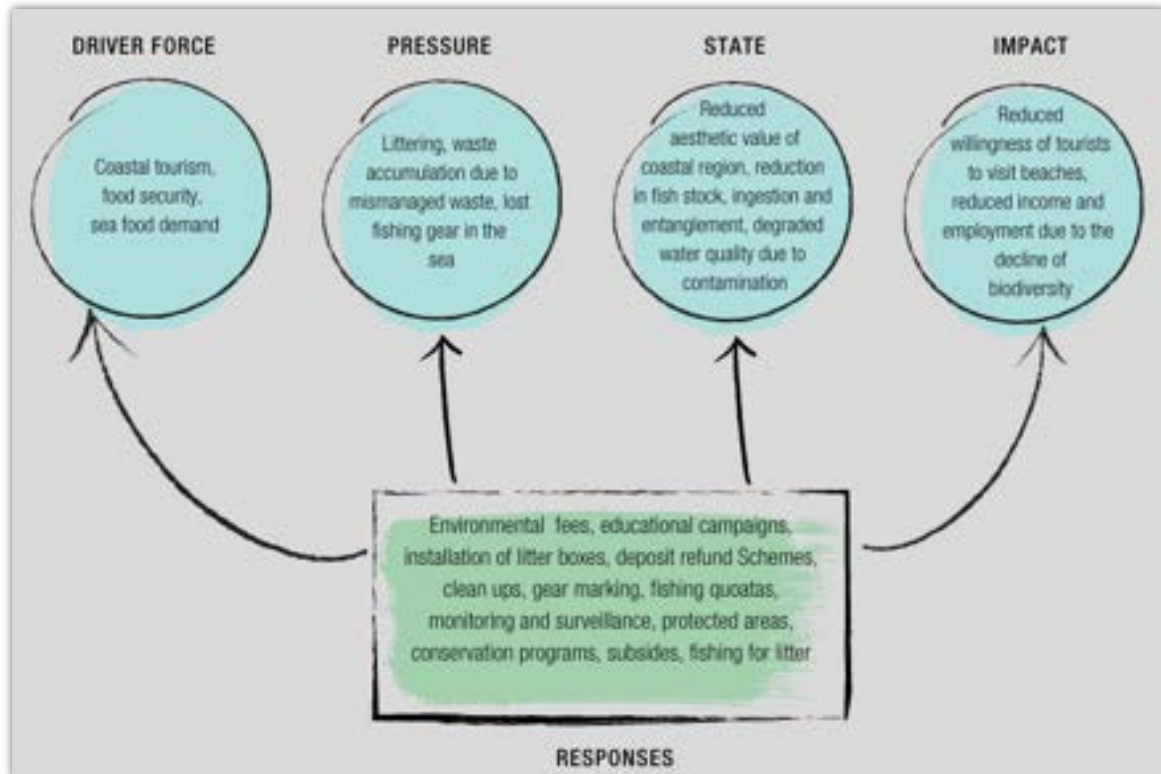 DRIVER FORCE
PRESSURE
STATE
IMPACT
Coastal tourism,
food security,
sea food demand
Littering, waste
accumulation due to
mismanaged waste, lost
fishing gear in the
sea
Reduced
aesthetic value of
coastal region, reduction
in fish stock, ingestion and
entanglement, degraded
water quality due to
contamination
Reduced
willingness of tourists
to visit beaches,
reduced income and
employment due to the
decline of
biodiversity
Environmental fees, educational campaigns,
installation of litter boxes, deposit refund Schemes,
clean ups, gear marking, fishing quoatas,
monitoring and surveillance, protected areas,
conservation programs, subsides, fishing for litter
RESPONSES